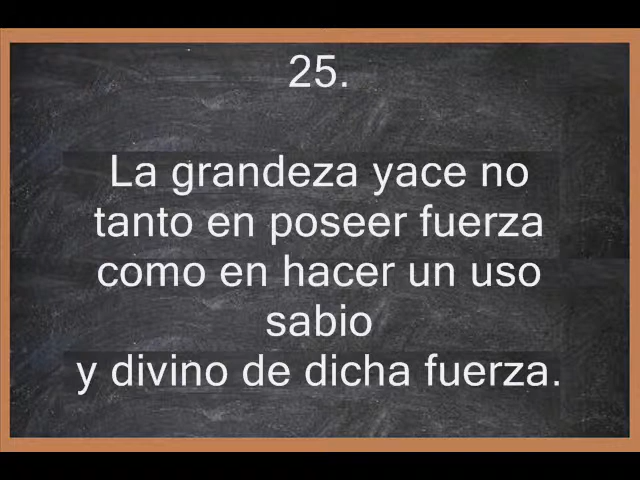 25.
La grandeza yace no
tanto en poseer fuerza
como en hacer un uso
sabio
y divino de dicha fuerza.